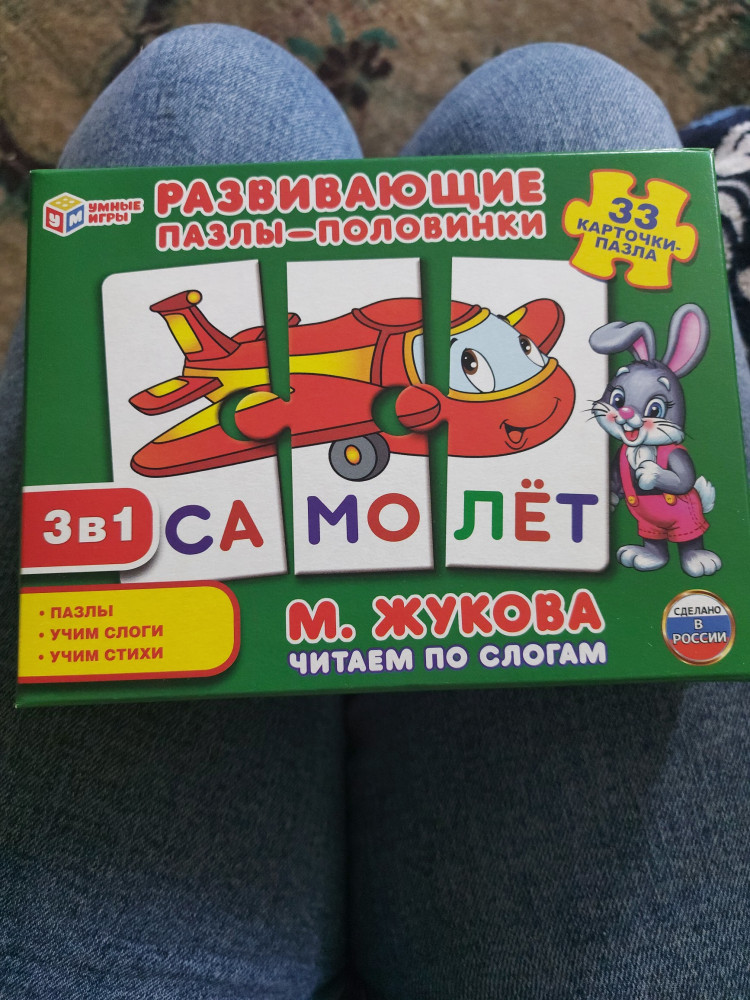 УМ
УМНЫЕ
ИГРЫ
РАЗВИВАЮЩИЕ
ПАЗЛЫ—ПОЛОВИНКИ
33
КАРТОЧКИ-
ПАЗЛА
3в1
СА МО ЛЁТ
• ПАЗЛЫ
• УЧИМ СЛОГИ
• УЧИМ СТИХИ
М. ЖУКОВА
ЧИТАЕМ ПО СЛОГАМ
СДЕЛАНО
В
РОССИИ